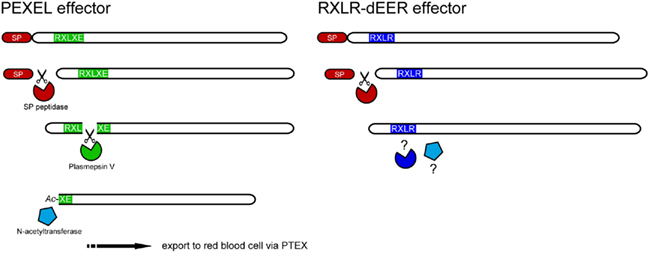 PEXEL effector
SP RXLXE
SP RXLXE
SP peptidase
RXL XE
Plasmepsin V
Ac-XE
N-acetyltransferase
export to red blood cell via PTEX
RXLR-dEER effector
SP RXLR
SP RXLR
RXLR
?
?